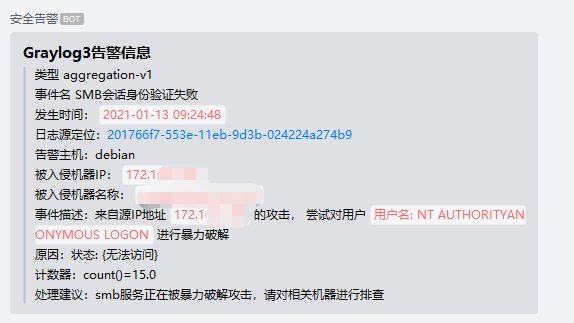 安全告警 BOT
Graylog3告警信息
类型 aggregation-v1
事件名 SMB会话身份验证失败
发生时间： 2021-01-13 09:24:48
日志源定位：201766f7-553e-11eb-9d3b-024224a274b9
告警主机：debian
被入侵机器IP： 172.1
被入侵机器名称：
事件描述：来自源IP地址 172.1 的攻击， 尝试对用户 用户名: NT AUTHORITYAN
ONYMOUS LOGON 进行暴力破解
原因：状态: {无法访问}
计数器：count()=15.0
处理建议：smb服务正在被暴力破解攻击，请对相关机器进行排查